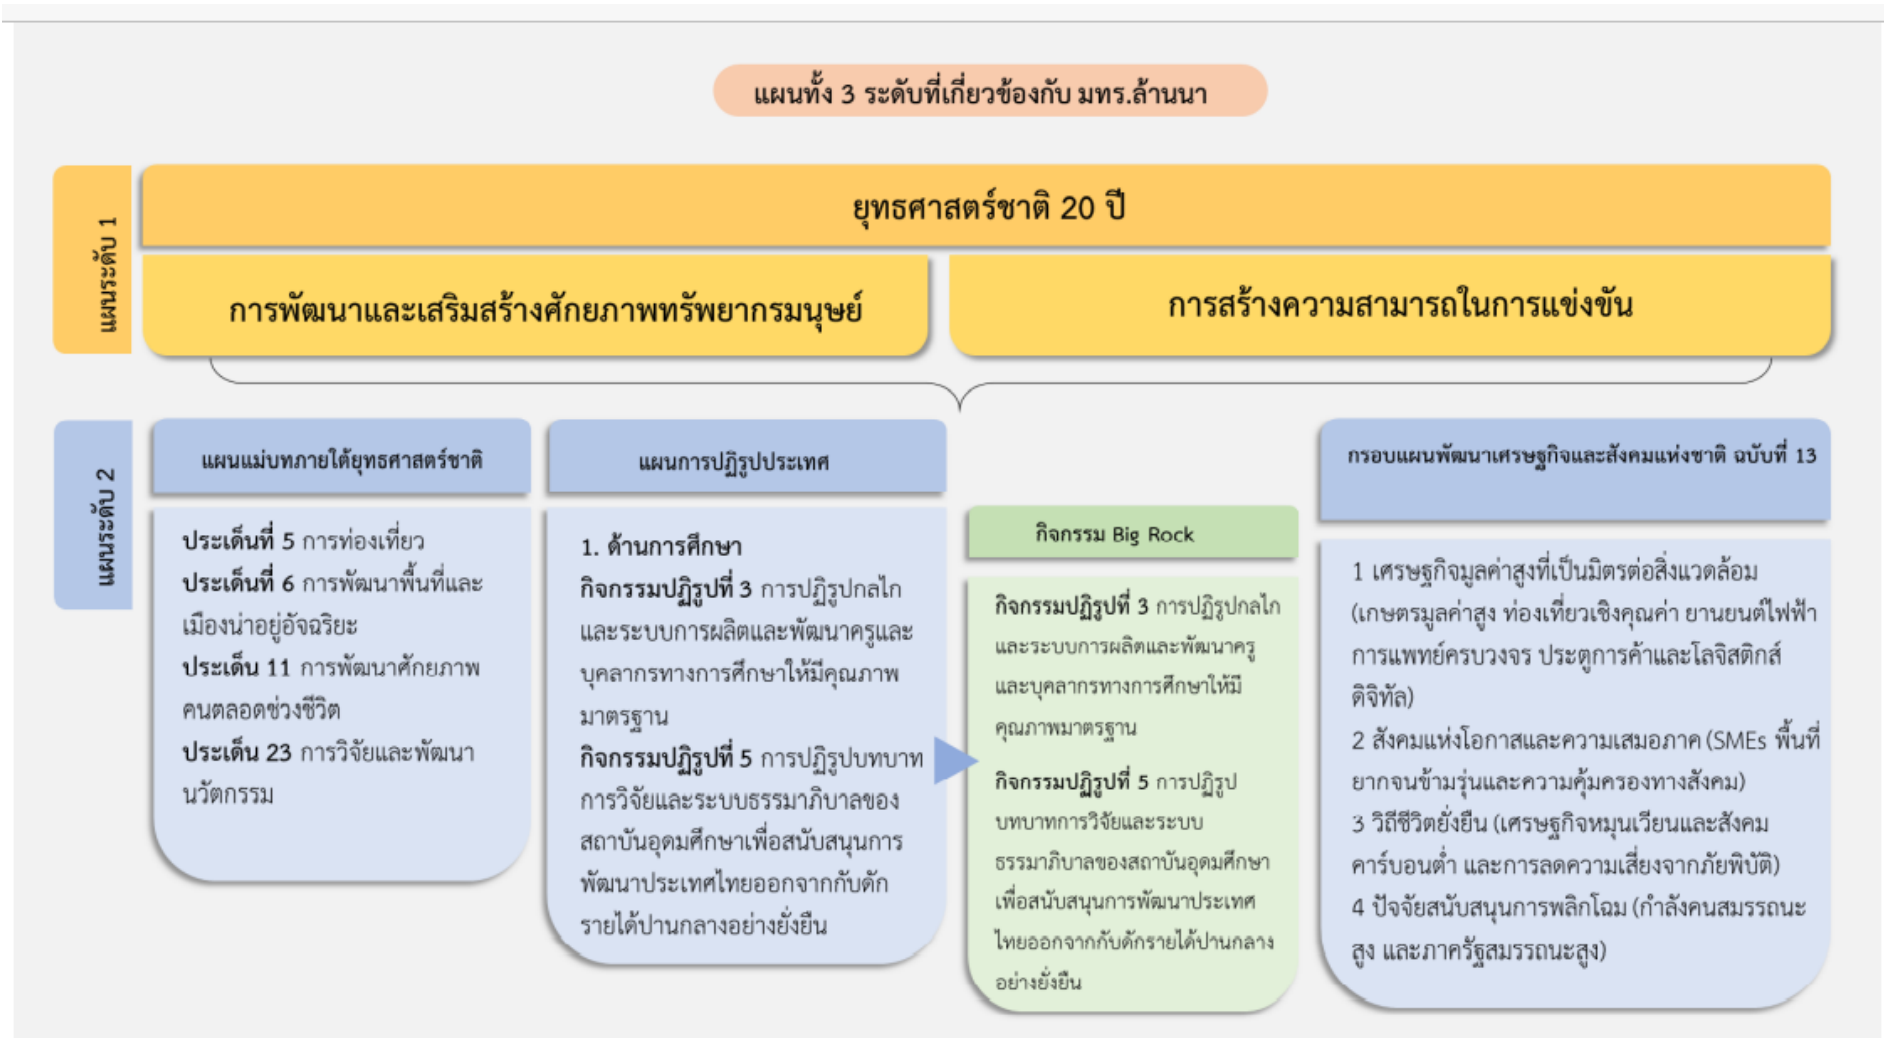 แผนทั้ง 3 ระดับที่เกี่ยวข้องกับ มทร.ล้านนา
แผนระดับ 1
ยุทธศาสตร์ชาติ 20 ปี
การพัฒนาและเสริมสร้างศักยภาพทรัพยากรมนุษย์
การสร้างความสามารถในการแข่งขัน
แผนระดับ 2
แผนแม่บทภายใต้ยุทธศาสตร์ชาติ
ประเด็นที่ 5 การท่องเที่ยว
ประเด็นที่ 6 การพัฒนาพื้นที่และ
เมืองน่าอยู่อัจฉริยะ
ประเด็น 11 การพัฒนาศักยภาพ
คนตลอดช่วงชีวิต
ประเด็น 23 การวิจัยและพัฒนา
นวัตกรรม
แผนการปฏิรูปประเทศ
1. ด้านการศึกษา
กิจกรรมปฏิรูปที่ 3 การปฏิรูปกลไก
และระบบการผลิตและพัฒนาครูและ
บุคลากรทางการศึกษาให้มีคุณภาพ
มาตรฐาน
กิจกรรมปฏิรูปที่ 5 การปฏิรูปบทบาท
การวิจัยและระบบธรรมาภิบาลของ
สถาบันอุดมศึกษาเพื่อสนับสนุนการ
พัฒนาประเทศไทยออกจากกับดัก
รายได้ปานกลางอย่างยั่งยืน
กิจกรรม Big Rock
กิจกรรมปฏิรูปที่ 3 การปฏิรูปกลไก
และระบบการผลิตและพัฒนาครู
และบุคลากรทางการศึกษาให้มี
คุณภาพมาตรฐาน
กิจกรรมปฏิรูปที่ 5 การปฏิรูป
บทบาทการวิจัยและระบบ
ธรรมาภิบาลของสถาบันอุดมศึกษา
เพื่อสนับสนุนการพัฒนาประเทศ
ไทยออกจากกับดักรายได้ปานกลาง
อย่างยั่งยืน
กรอบแผนพัฒนาเศรษฐกิจและสังคมแห่งชาติ ฉบับที่ 13
1 เศรษฐกิจมูลค่าสูงที่เป็นมิตรต่อสิ่งแวดล้อม
(เกษตรมูลค่าสูง ท่องเที่ยวเชิงคุณค่า ยานยนต์ไฟฟ้า
การแพทย์ครบวงจร ประตูการค้าและโลจิสติกส์
ดิจิทัล)
2 สังคมแห่งโอกาสและความเสมอภาค (SMEs พื้นที่
ยากจนข้ามรุ่นและความคุ้มครองทางสังคม)
3 วิถีชีวิตยั่งยืน (เศรษฐกิจหมุนเวียนและสังคม
คาร์บอนต่ำ และการลดความเสี่ยงจากภัยพิบัติ)
4 ปัจจัยสนับสนุนการพลิกโฉม (กำลังคนสมรรถนะ
สูง และภาครัฐสมรรถนะสูง)